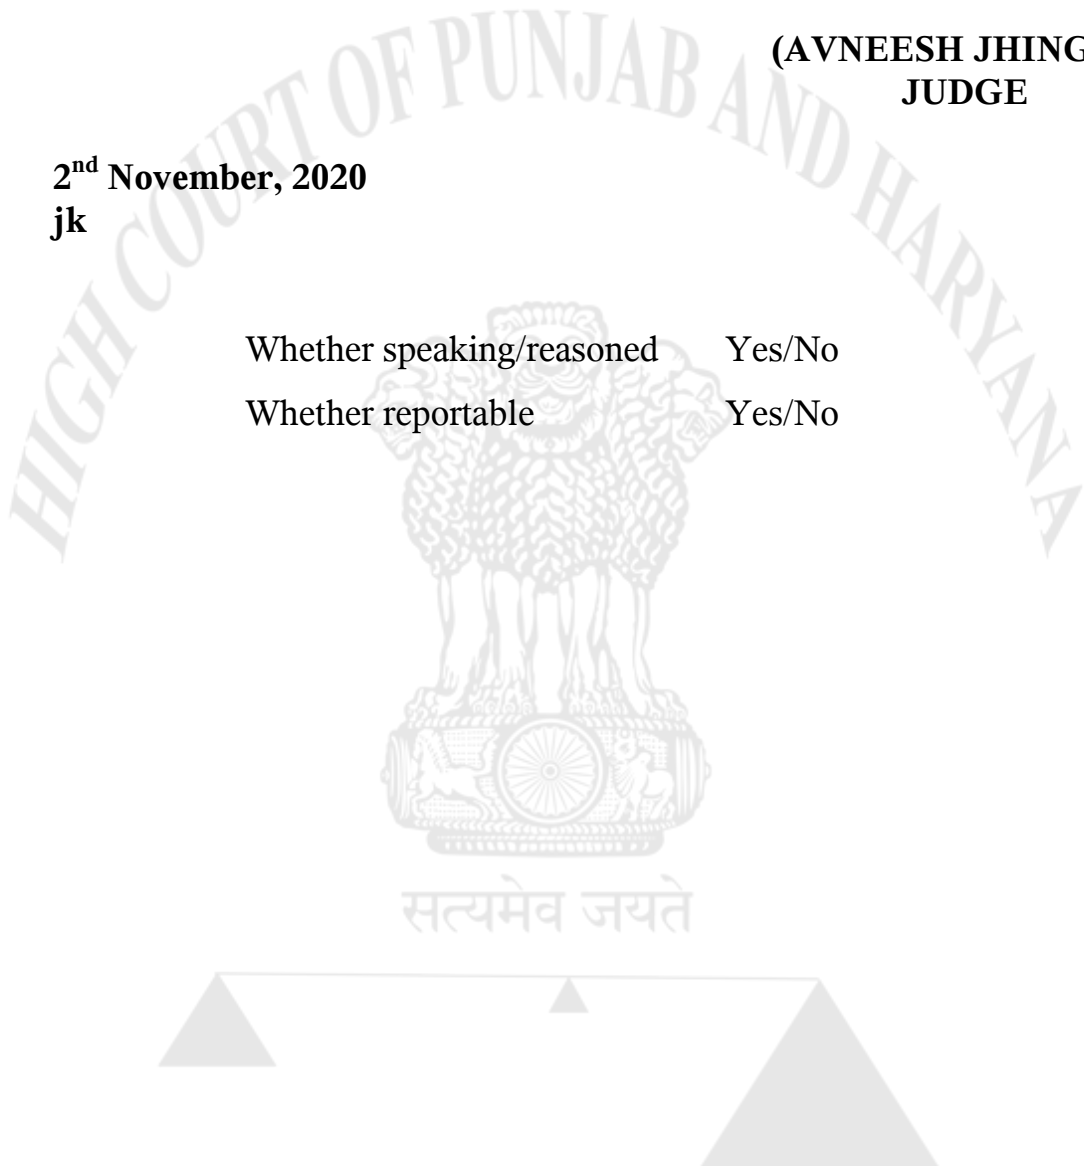 (AVNEESH JHING
JUDGE
2nd November, 2020
jk
HIGH COURT OF PUNJAB AND HARYANA
Whether speaking/reasoned Yes/No
Whether reportable Yes/No
सत्यमेव जयते